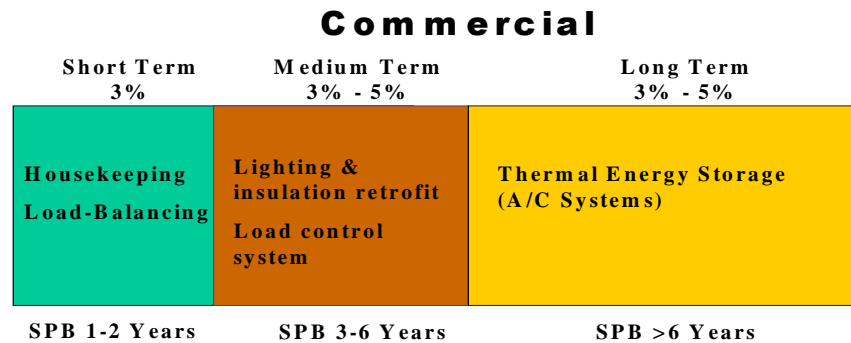 Commercial
Short Term
3%
Medium Term
3% - 5%
Long Term
3% - 5%
Housekeeping
Load-Balancing
Lighting &
insulation retrofit
Load control
system
Thermal Energy Storage
(A/C Systems)
SPB 1-2 Years
SPB 3-6 Years
SPB >6 Years